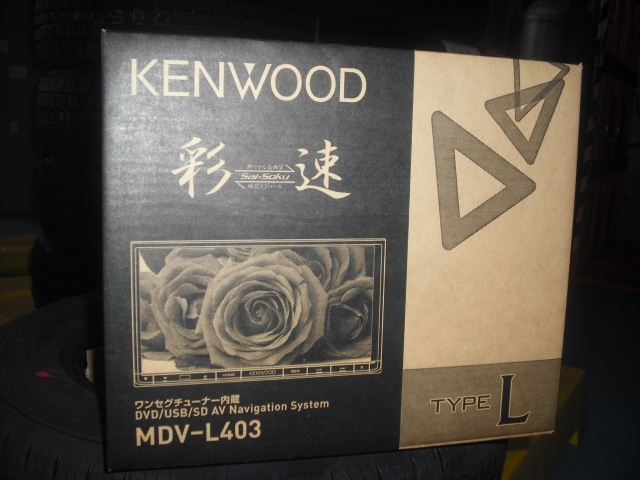 KENWOOD
彩速
Sai-Soku
KENWOOD
ワンセグチューナー内蔵
DVD/USB/SD AV Navigation System
MDV-L403
TYPE L